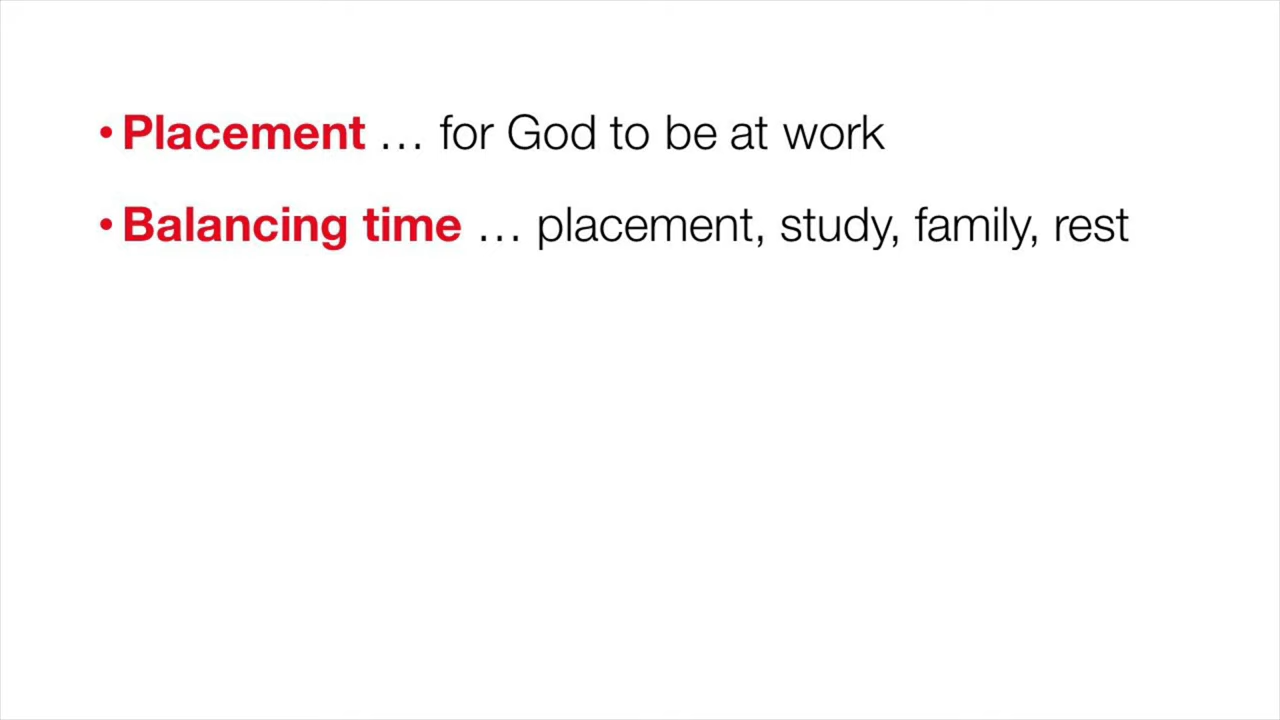 • Placement … for God to be at work
• Balancing time … placement, study, family, rest